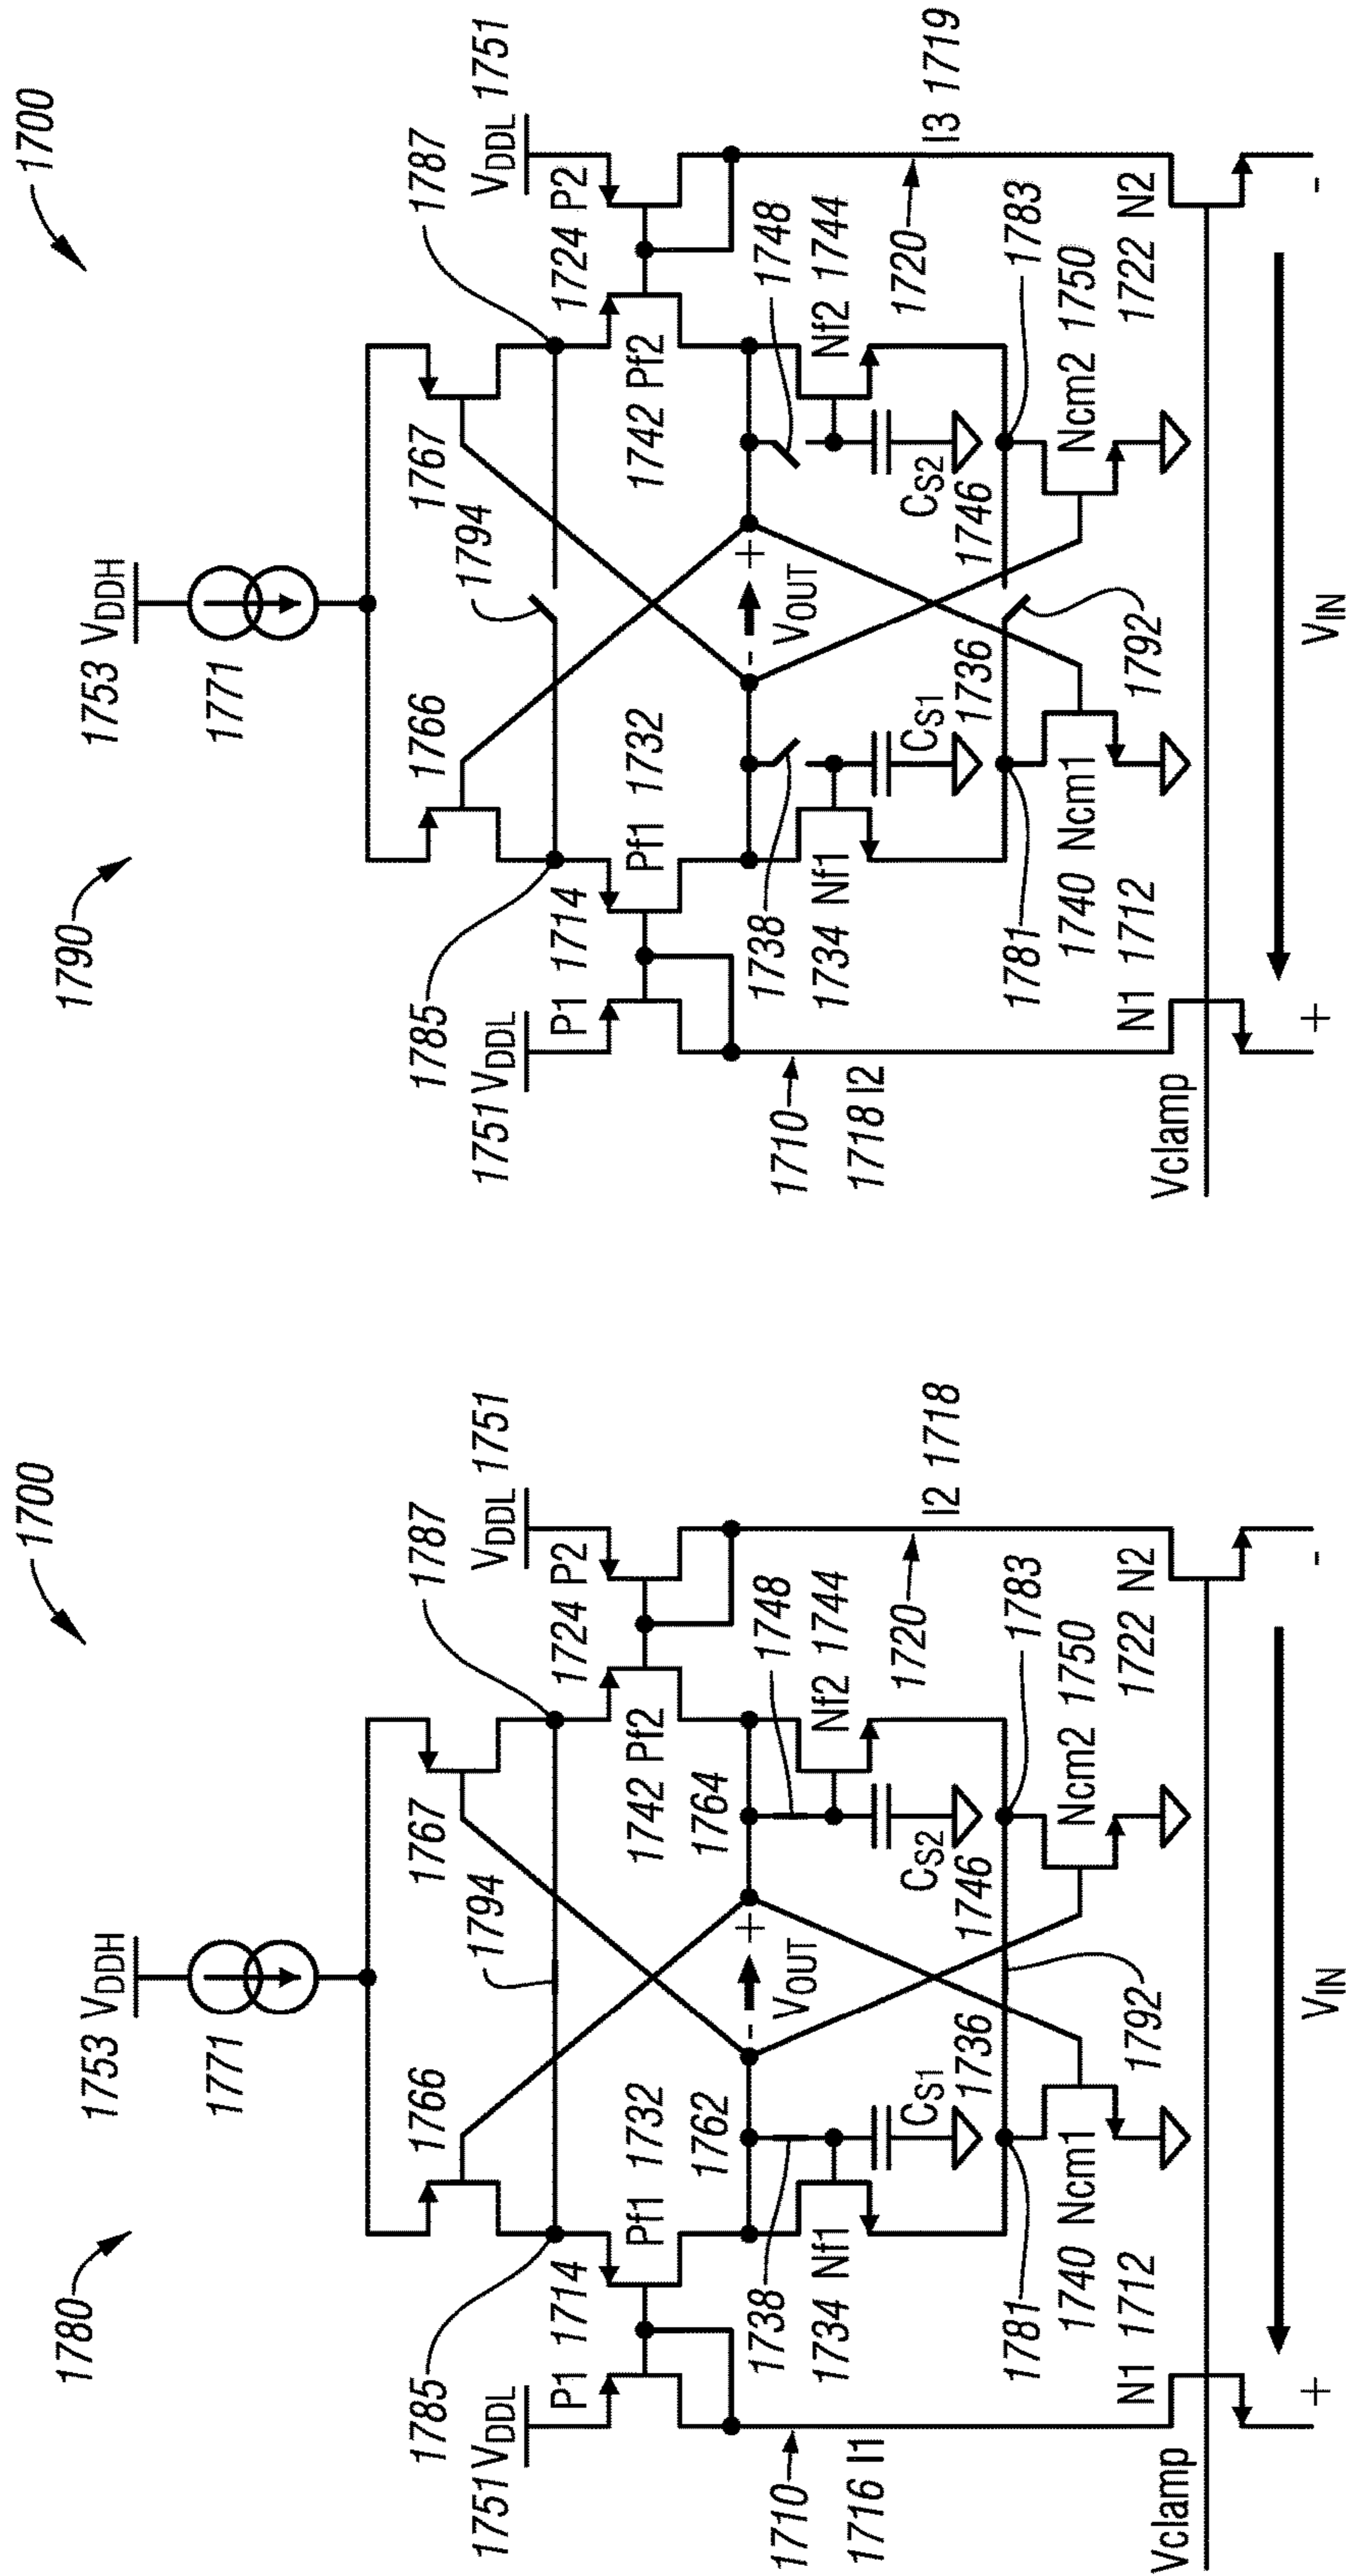 1700
1780
1753 VDDH
1771
1766
1767
1794
1785
1787
1751 VDDL
VDDL 1751
P1 1714
1724 P2
Pf1 1732
1742 Pf2
1762
1764
- VOUT +
1738
1748
1734 Nf1
Nf2 1744
CS1
1736
CS2
1746
1710
1716 I1
1720
I2 1718
1781
1783
1792
1740 Ncm1
Ncm2 1750
N1 1712
1722 N2
Vclamp
+
VIN
-
1700
1790
1753 VDDH
1771
1766
1767
1794
1785
1787
1751 VDDL
VDDL 1751
P1 1714
1724 P2
Pf1 1732
1742 Pf2
- VOUT +
1738
1748
1734 Nf1
Nf2 1744
CS1
1736
CS2
1746
1710
1718 I2
1720
I3 1719
1781
1783
1792
1740 Ncm1
Ncm2 1750
N1 1712
1722 N2
Vclamp
+
VIN
-